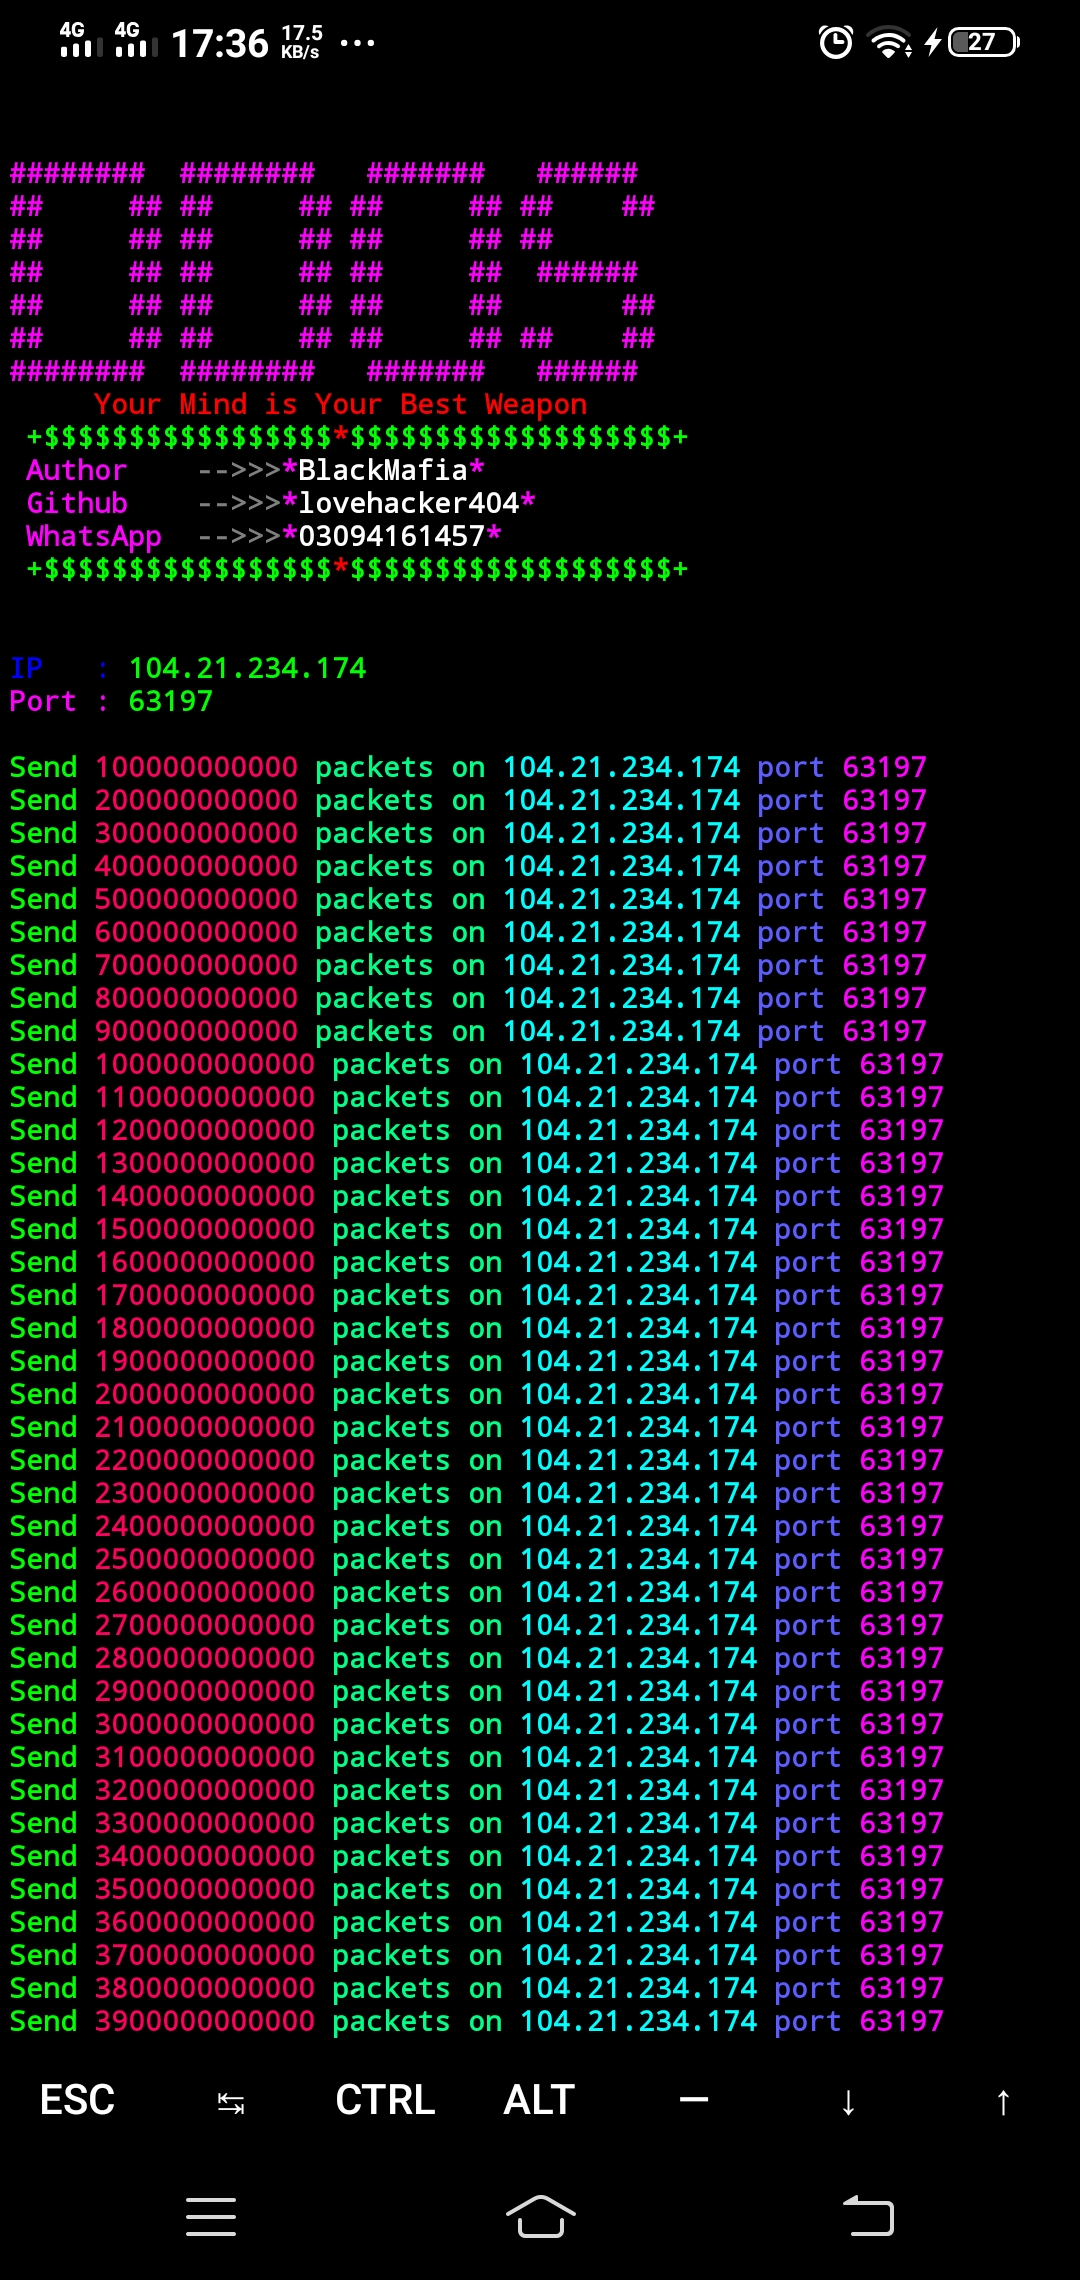 4G 4G 17:36 17.5 KB/s ... 27
######## ########   #######   ######
##     ## ##     ## ##     ## ##    ##
##     ## ##     ## ##     ## ##
##     ## ##     ## ##     ##  ######
##     ## ##     ## ##     ##       ##
##     ## ##     ## ##     ## ##    ##
########  ########   #######   ######
Your Mind is Your Best Weapon
+$$$$$$$$$$$$$$$$$*$$$$$$$$$$$$$$$$$$$+
Author -->>>*BlackMafia*
Github -->>>*lovehacker404*
WhatsApp -->>>*03094161457*
+$$$$$$$$$$$$$$$$$*$$$$$$$$$$$$$$$$$$$+
IP : 104.21.234.174
Port : 63197
Send 100000000000 packets on 104.21.234.174 port 63197
Send 200000000000 packets on 104.21.234.174 port 63197
Send 300000000000 packets on 104.21.234.174 port 63197
Send 400000000000 packets on 104.21.234.174 port 63197
Send 500000000000 packets on 104.21.234.174 port 63197
Send 600000000000 packets on 104.21.234.174 port 63197
Send 700000000000 packets on 104.21.234.174 port 63197
Send 800000000000 packets on 104.21.234.174 port 63197
Send 900000000000 packets on 104.21.234.174 port 63197
Send 1000000000000 packets on 104.21.234.174 port 63197
Send 1100000000000 packets on 104.21.234.174 port 63197
Send 1200000000000 packets on 104.21.234.174 port 63197
Send 1300000000000 packets on 104.21.234.174 port 63197
Send 1400000000000 packets on 104.21.234.174 port 63197
Send 1500000000000 packets on 104.21.234.174 port 63197
Send 1600000000000 packets on 104.21.234.174 port 63197
Send 1700000000000 packets on 104.21.234.174 port 63197
Send 1800000000000 packets on 104.21.234.174 port 63197
Send 1900000000000 packets on 104.21.234.174 port 63197
Send 2000000000000 packets on 104.21.234.174 port 63197
Send 2100000000000 packets on 104.21.234.174 port 63197
Send 2200000000000 packets on 104.21.234.174 port 63197
Send 2300000000000 packets on 104.21.234.174 port 63197
Send 2400000000000 packets on 104.21.234.174 port 63197
Send 2500000000000 packets on 104.21.234.174 port 63197
Send 2600000000000 packets on 104.21.234.174 port 63197
Send 2700000000000 packets on 104.21.234.174 port 63197
Send 2800000000000 packets on 104.21.234.174 port 63197
Send 2900000000000 packets on 104.21.234.174 port 63197
Send 3000000000000 packets on 104.21.234.174 port 63197
Send 3100000000000 packets on 104.21.234.174 port 63197
Send 3200000000000 packets on 104.21.234.174 port 63197
Send 3300000000000 packets on 104.21.234.174 port 63197
Send 3400000000000 packets on 104.21.234.174 port 63197
Send 3500000000000 packets on 104.21.234.174 port 63197
Send 3600000000000 packets on 104.21.234.174 port 63197
Send 3700000000000 packets on 104.21.234.174 port 63197
Send 3800000000000 packets on 104.21.234.174 port 63197
Send 3900000000000 packets on 104.21.234.174 port 63197
ESC ↹ CTRL ALT ― ↓ ↑